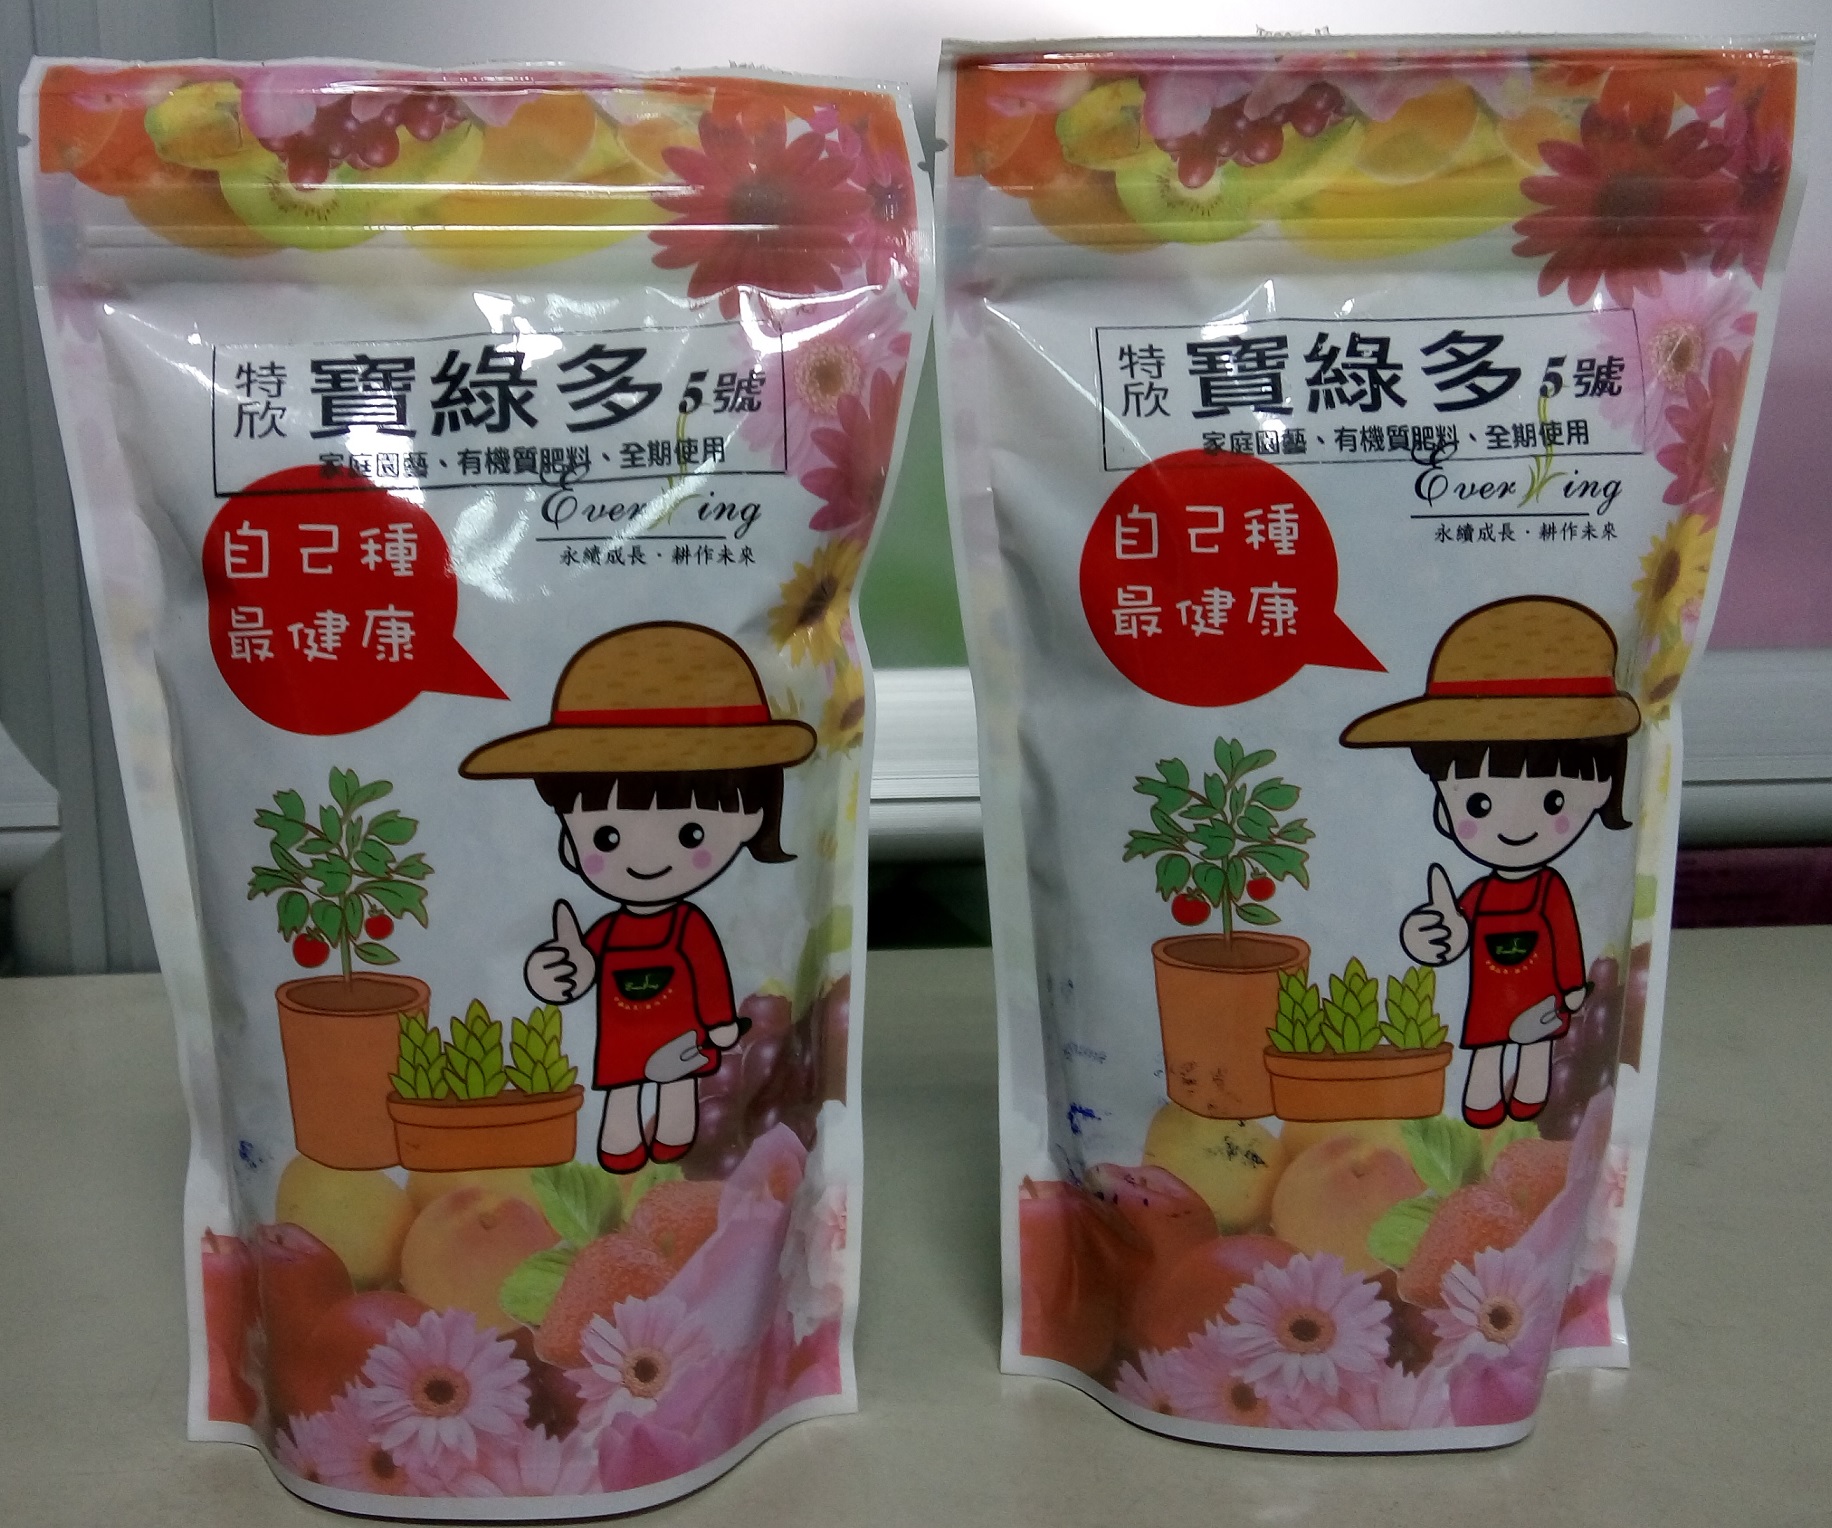 特欣 寶綠多 5號
家庭園藝、有機質肥料、全期使用
Ever ing
永續成長·耕作未來
自己種
最健康
特欣 寶綠多 5號
家庭園藝、有機質肥料、全期使用
Ever ing
永續成長·耕作未來
自己種
最健康